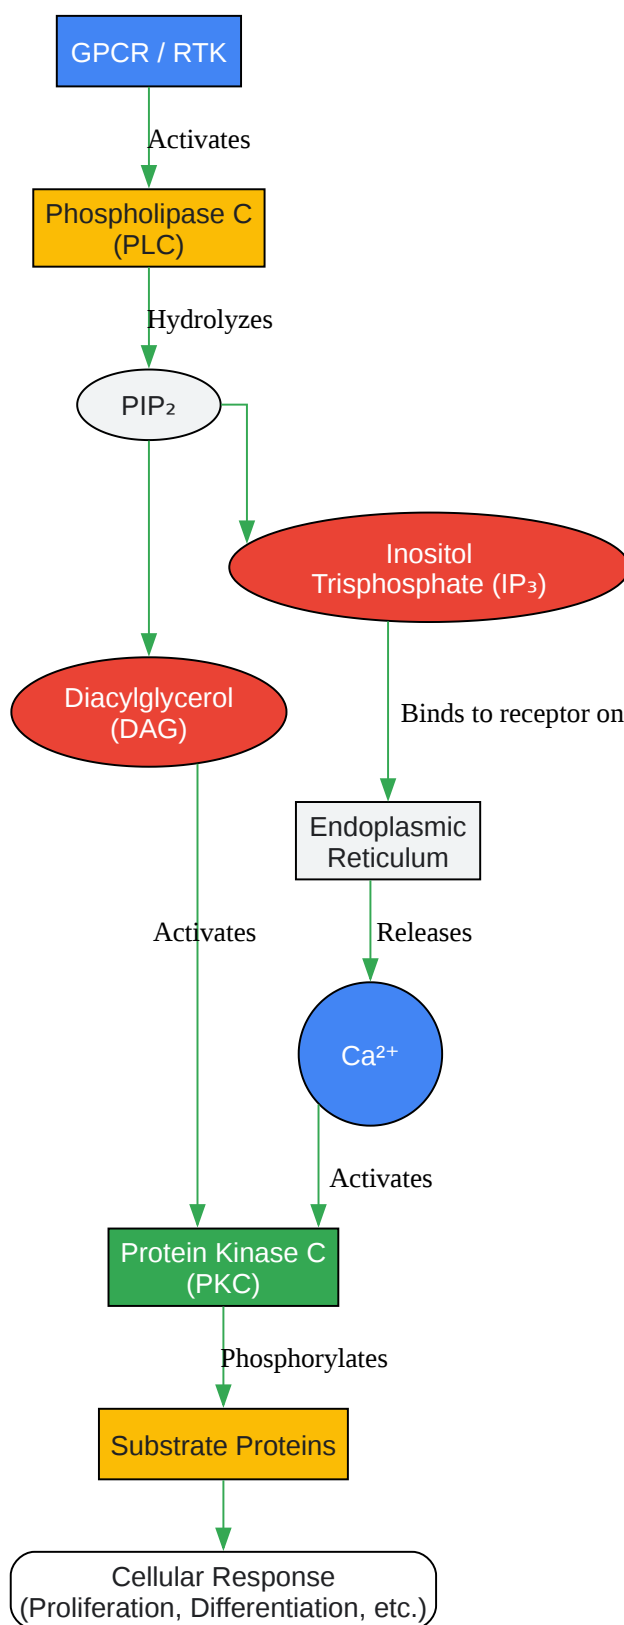 GPCR / RTK
Activates
Phospholipase C
(PLC)
Hydrolyzes
PIP₂
Inositol
Trisphosphate (IP₃)
Diacylglycerol
(DAG)
Binds to receptor on
Endoplasmic
Reticulum
Activates
Releases
Ca²⁺
Activates
Protein Kinase C
(PKC)
Phosphorylates
Substrate Proteins
Cellular Response
(Proliferation, Differentiation, etc.)